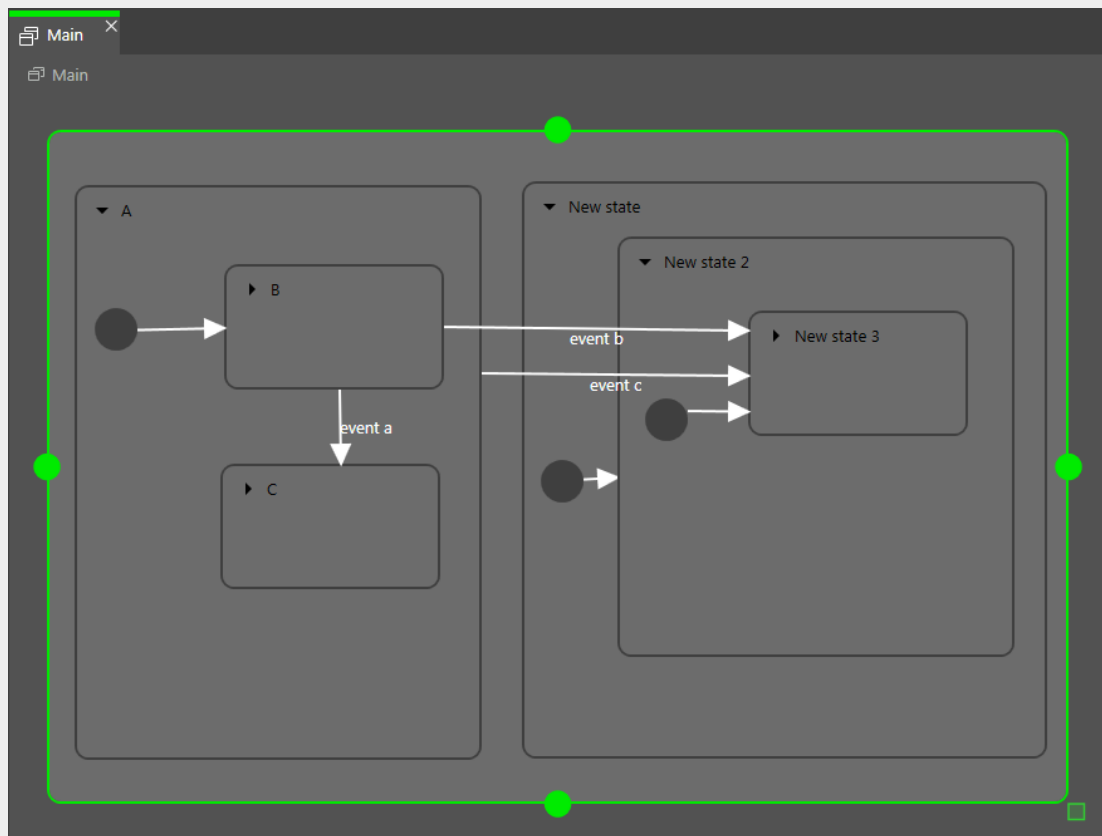 Main
Main
A
New state
New state 2
B
New state 3
event b
event c
event a
C